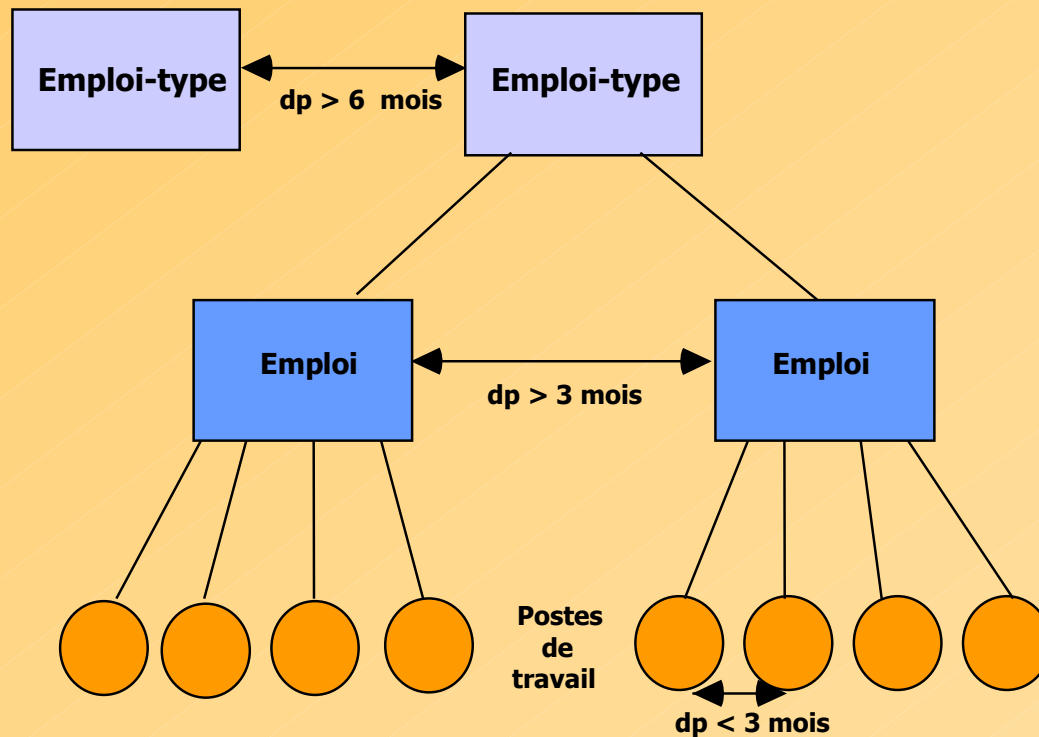 Emploi-type
Emploi-type
dp > 6 mois
Emploi
Emploi
dp > 3 mois
Postes
de
travail
dp < 3 mois